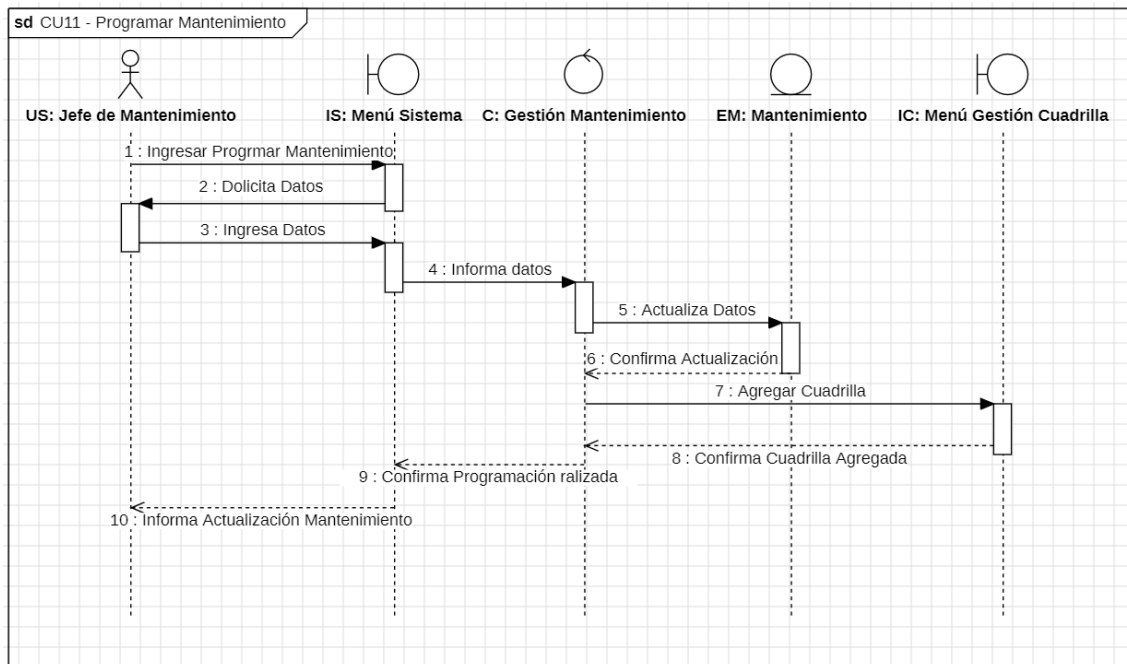 sd CU11 - Programar Mantenimiento
US: Jefe de Mantenimiento
IS: Menú Sistema
C: Gestión Mantenimiento
EM: Mantenimiento
IC: Menú Gestión Cuadrilla
1 : Ingresar Progrmar Mantenimiento
2 : Dolicita Datos
3 : Ingresa Datos
4 : Informa datos
5 : Actualiza Datos
6 : Confirma Actualización
7 : Agregar Cuadrilla
8 : Confirma Cuadrilla Agregada
9 : Confirma Programación ralizada
10 : Informa Actualización Mantenimiento